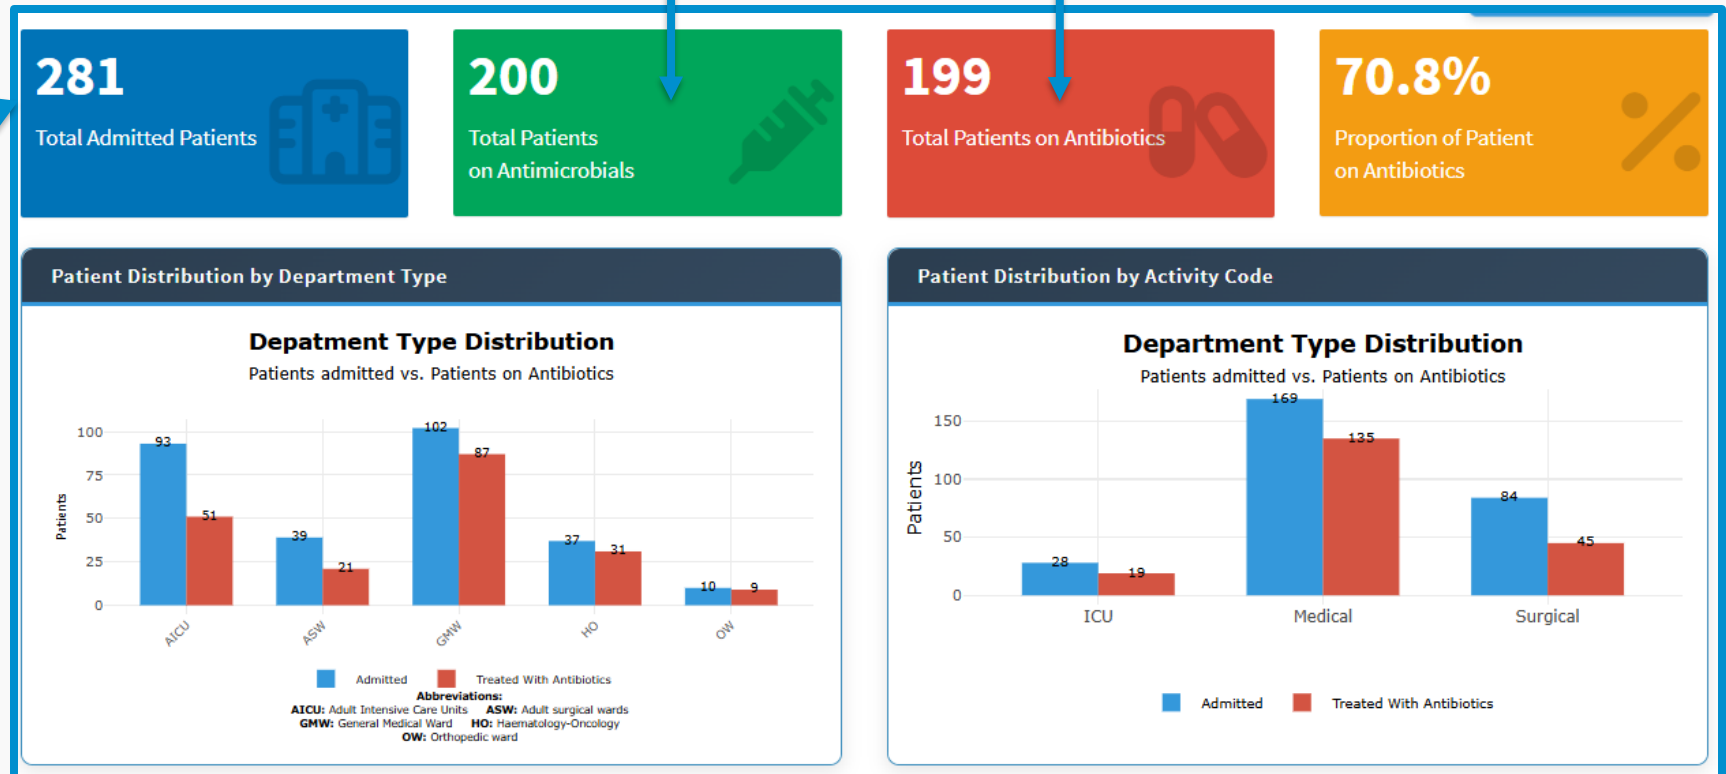 281
Total Admitted Patients
200
Total Patients
on Antimicrobials
199
Total Patients on Antibiotics
70.8%
Proportion of Patient
on Antibiotics
Patient Distribution by Department Type
Depatment Type Distribution
Patients admitted vs. Patients on Antibiotics
Patients
100
75
50
25
0
93
51
39
21
102
87
37
31
10
9
AICU
ASW
GMW
HO
OW
Admitted
Treated With Antibiotics
Abbreviations:
AICU: Adult Intensive Care Units ASW: Adult surgical wards
GMW: General Medical Ward HO: Haematology-Oncology
OW: Orthopedic ward
Patient Distribution by Activity Code
Department Type Distribution
Patients admitted vs. Patients on Antibiotics
Patients
150
100
50
0
28
19
169
135
84
45
ICU
Medical
Surgical
Admitted
Treated With Antibiotics